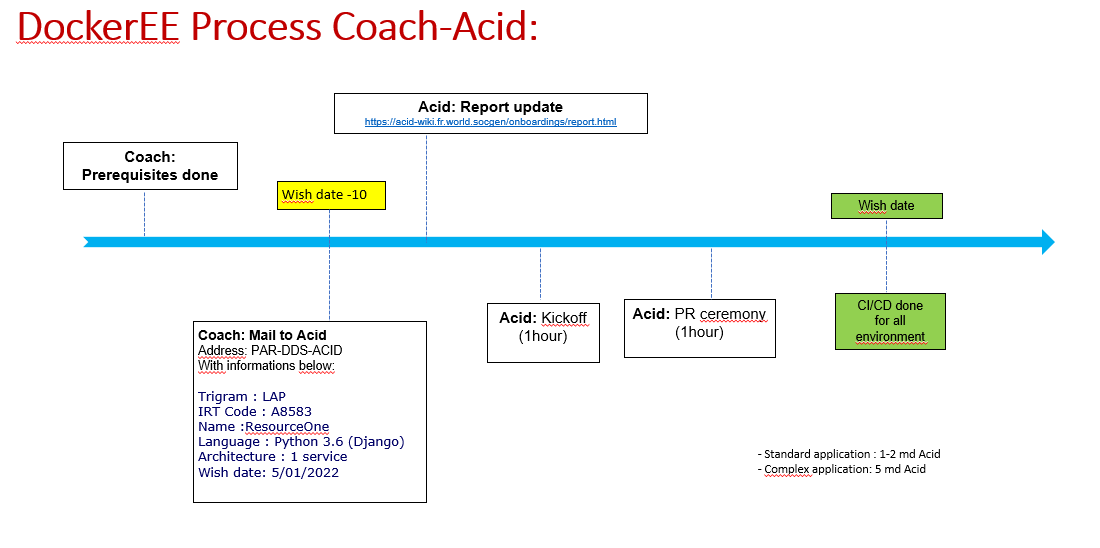 DockerEE Process Coach-Acid:
Acid: Report update
https://acid-wiki.fr.world.socgen/onboardings/report.html
Coach:
Prerequisites done
Wish date -10
Wish date
Coach: Mail to Acid
Address: PAR-DDS-ACID
With informations below:
Trigram : LAP
IRT Code : A8583
Name :ResourceOne
Language : Python 3.6 (Django)
Architecture : 1 service
Wish date: 5/01/2022
Acid: Kickoff
(1hour)
Acid: PR ceremony
(1hour)
CI/CD done
for all
environment
- Standard application : 1-2 md Acid
- Complex application: 5 md Acid